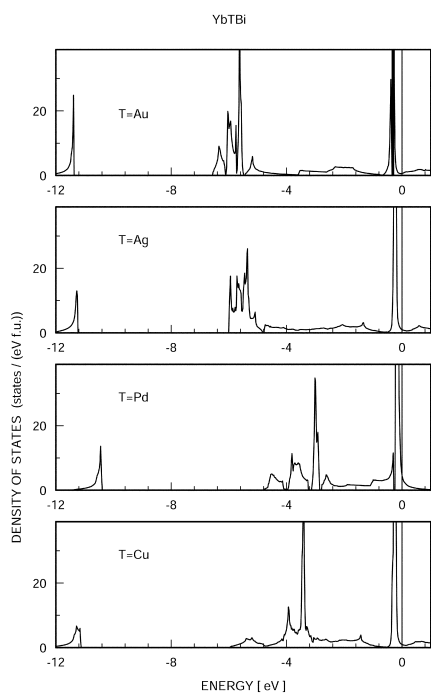 YbTBi
DENSITY OF STATES (states / (eV f.u.))
T=Au
20
0
-12 -8 -4 0
T=Ag
20
0
-12 -8 -4 0
T=Pd
20
0
-12 -8 -4 0
T=Cu
20
0
-12 -8 -4 0
ENERGY [ eV ]